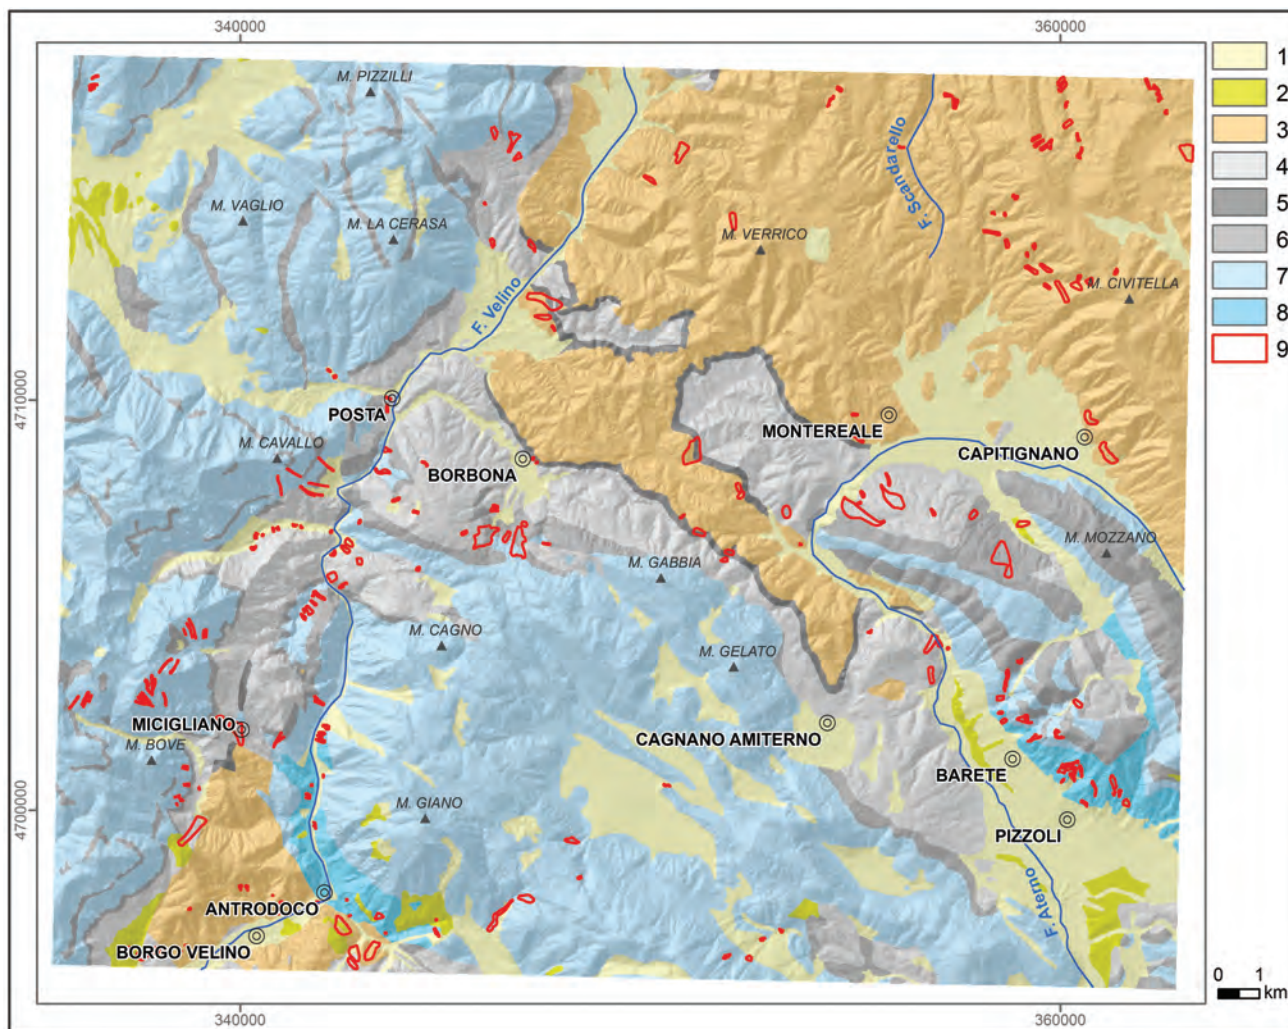 340000
360000
M. PIZZILLI
1
2
3
4
5
6
7
8
9
F. Scandarello
M. VAGLIO
M. LA CERASA
M. VERRICO
M. CIVITELLA
F. Velino
4710000
POSTA
M. CAVALLO
BORBONA
MONTEREALE
CAPITIGNANO
M. MOZZANO
M. GABBIA
M. CAGNO
M. GELATO
MICIGLIANO
M. BOVE
CAGNANO AMITERNO
BARETE
4700000
M. GIANO
PIZZOLI
ANTRODOCO
F. Aterno
BORGO VELINO
0 1
km
340000
360000